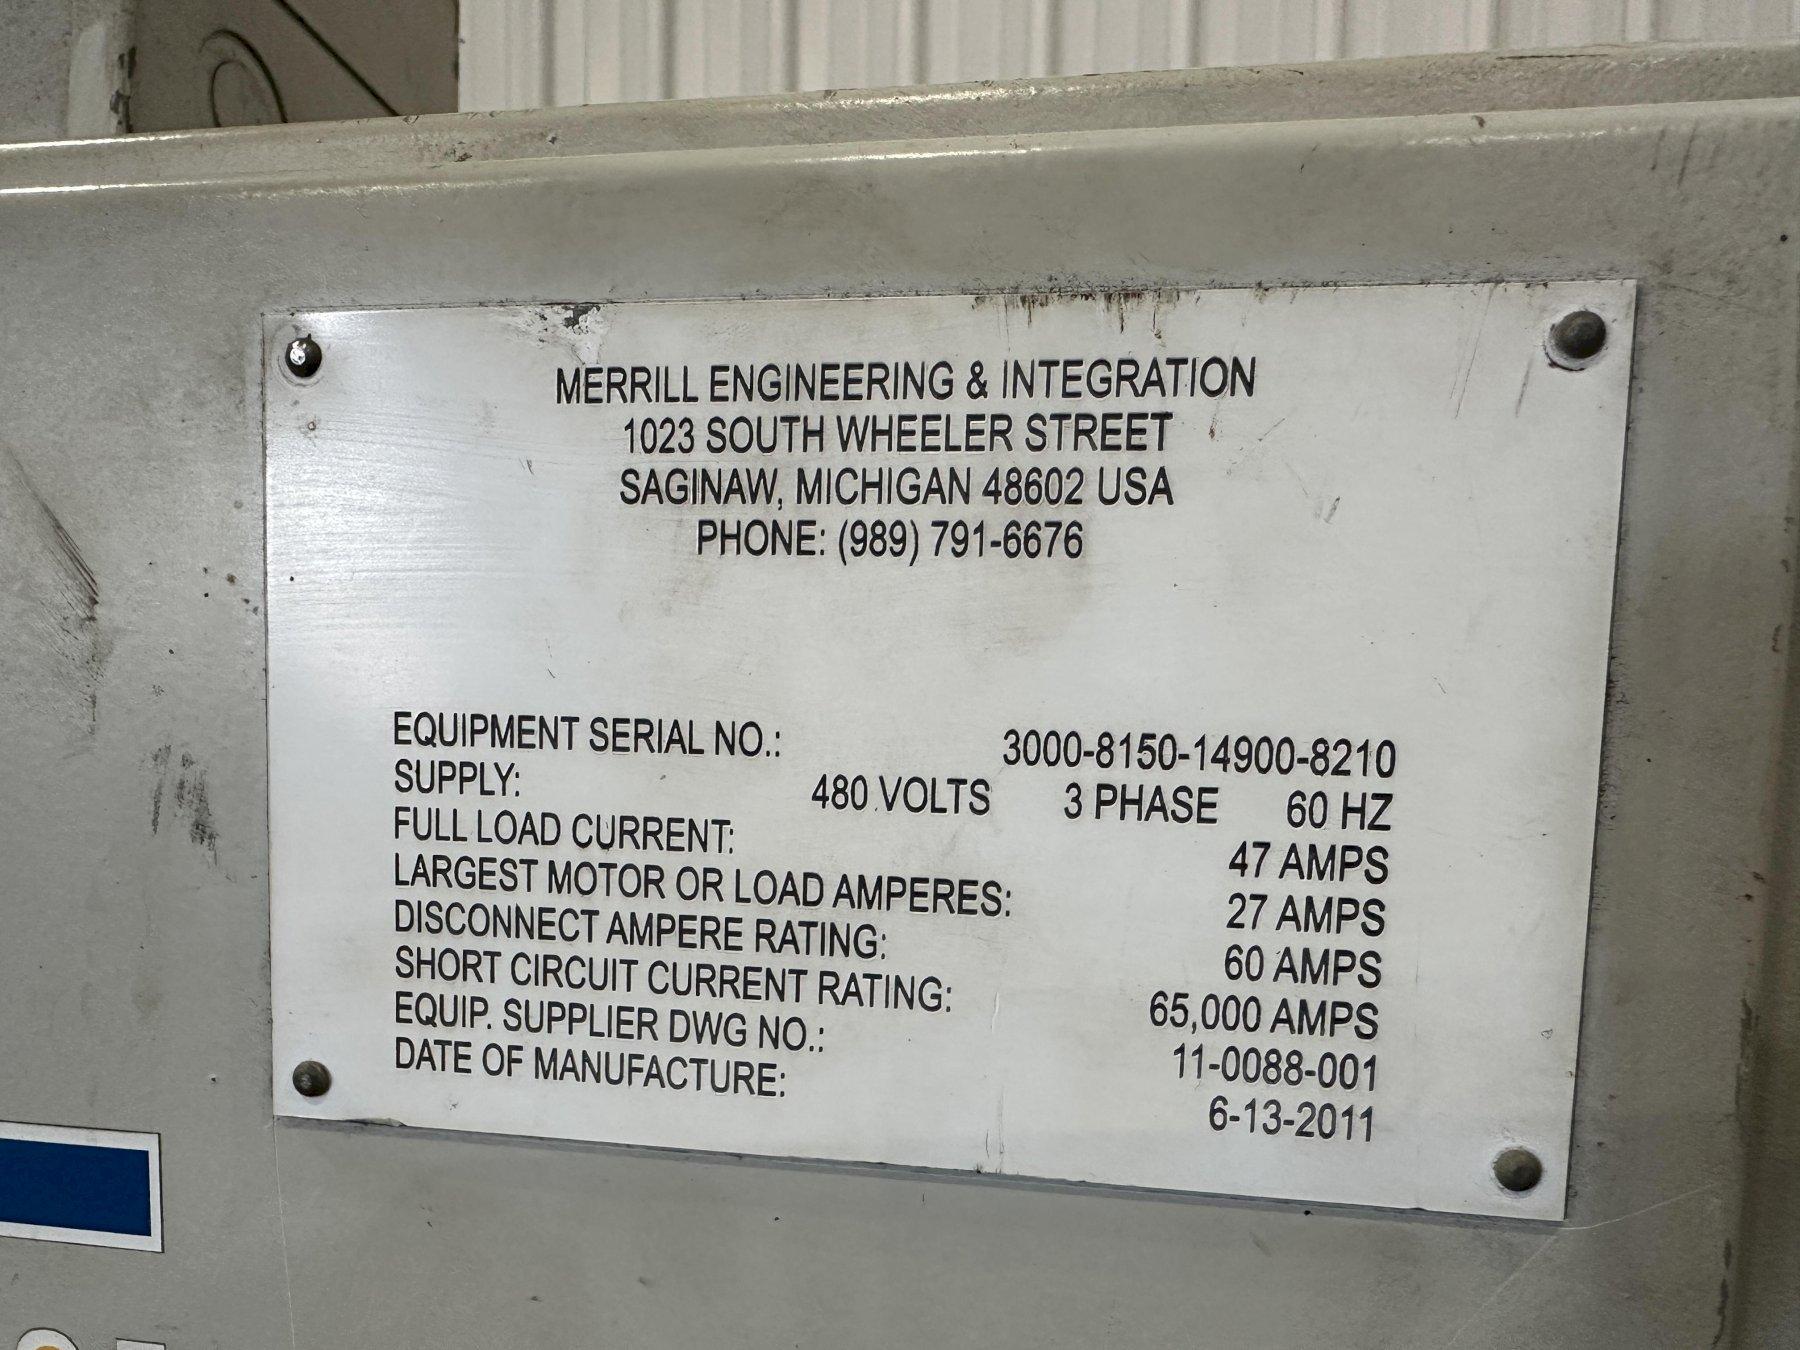 MERRILL ENGINEERING & INTEGRATION
1023 SOUTH WHEELER STREET
SAGINAW, MICHIGAN 48602 USA
PHONE: (989) 791-6676
EQUIPMENT SERIAL NO.: 3000-8150-14900-8210
SUPPLY: 480 VOLTS 3 PHASE 60 HZ
FULL LOAD CURRENT: 47 AMPS
LARGEST MOTOR OR LOAD AMPERES: 27 AMPS
DISCONNECT AMPERE RATING: 60 AMPS
SHORT CIRCUIT CURRENT RATING: 65,000 AMPS
EQUIP. SUPPLIER DWG NO.: 11-0088-001
DATE OF MANUFACTURE: 6-13-2011